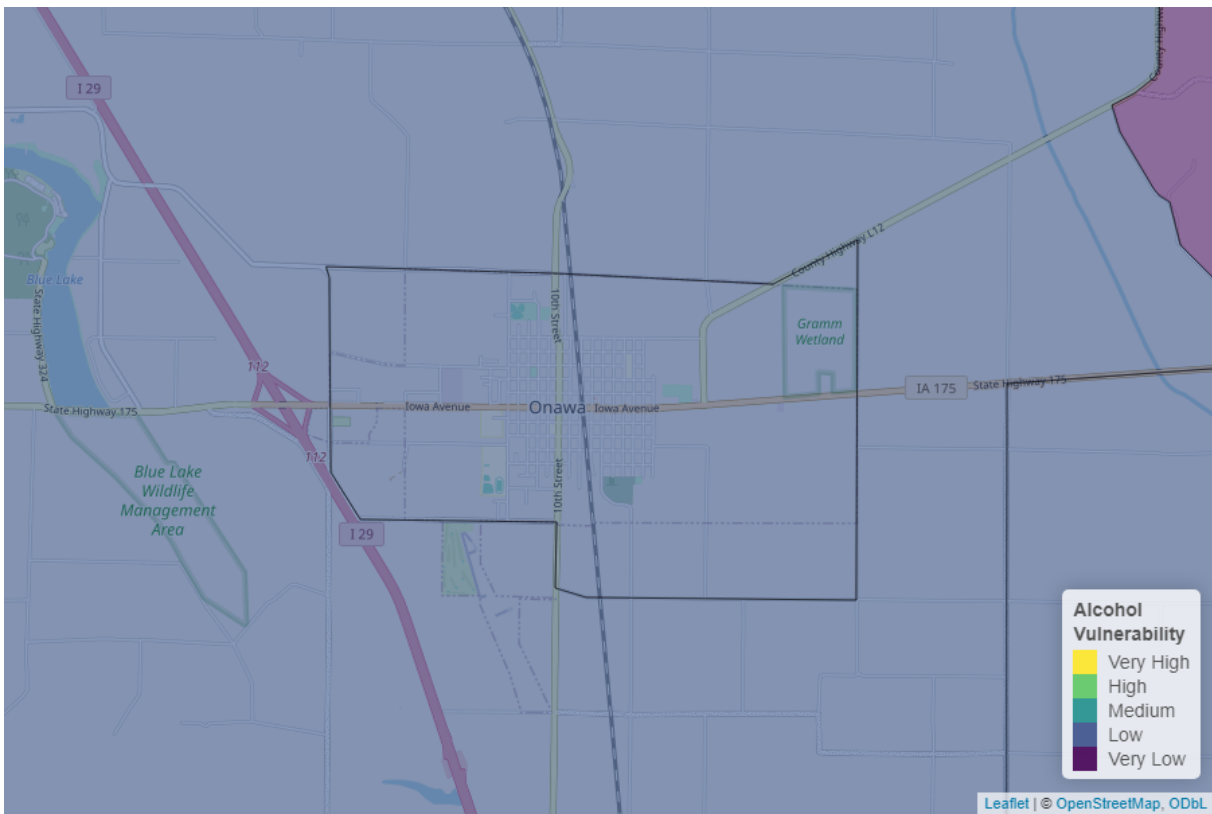 County Highw
I 29
County Highway L12
Blue Lake
State Highway 324
10th Street
Gramm
Wetland
112
IA 175
State Highway 175
State Highway 175
Iowa Avenue
Onawa
Iowa Avenue
112
Blue Lake
Wildlife
Management
Area
10th Street
I 29
Alcohol
Vulnerability
Very High
High
Medium
Low
Very Low
Leaflet | © OpenStreetMap, ODbL